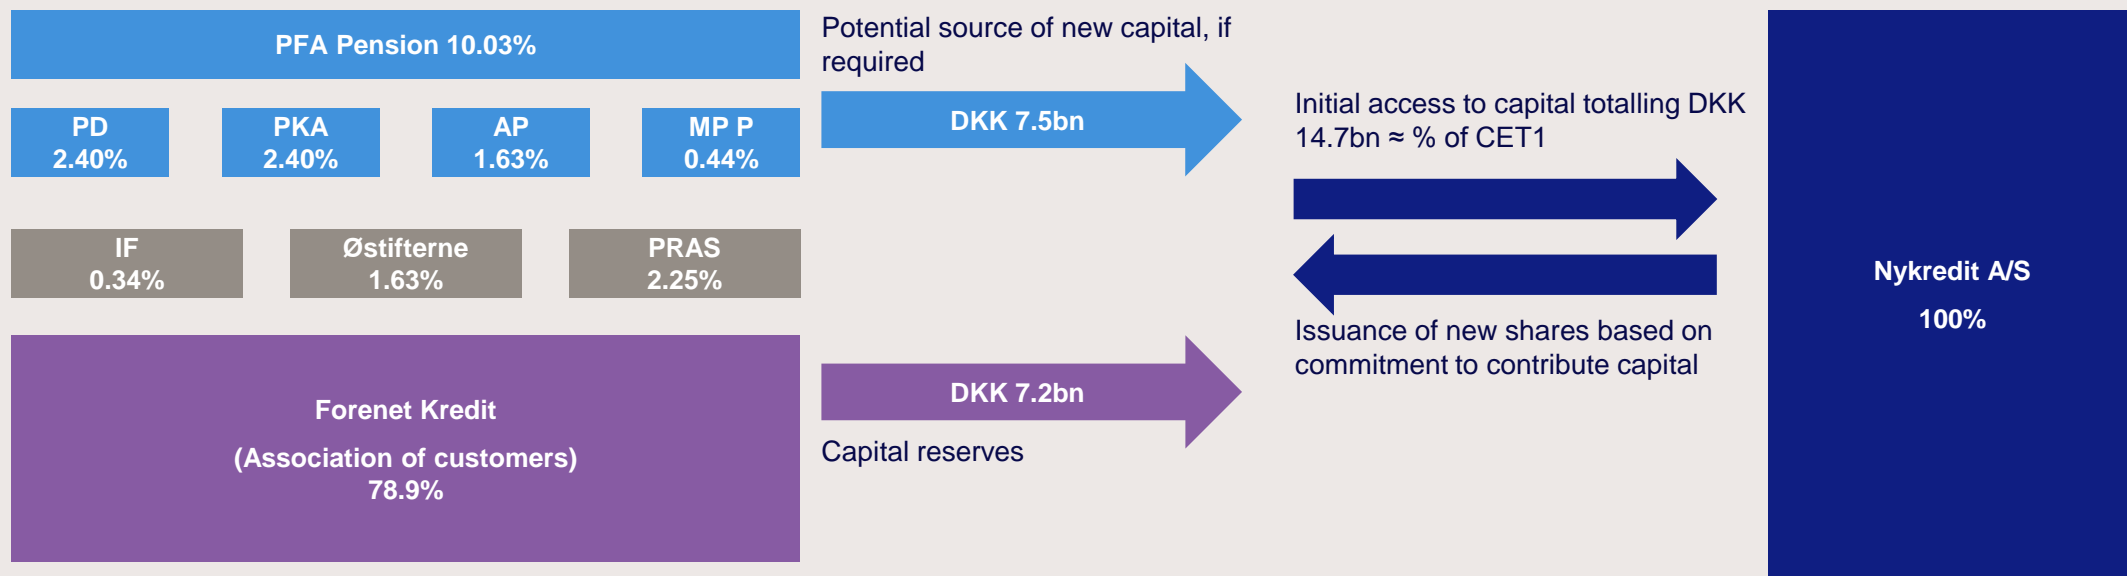 PFA Pension 10.03%
PD
2.40%
PKA
2.40%
AP
1.63%
MP P
0.44%
IF
0.34%
Østifterne
1.63%
PRAS
2.25%
Forenet Kredit
(Association of customers)
78.9%
Potential source of new capital, if
required
DKK 7.5bn
DKK 7.2bn
Capital reserves
Initial access to capital totalling DKK
14.7bn ≈ % of CET1
Issuance of new shares based on
commitment to contribute capital
Nykredit A/S
100%